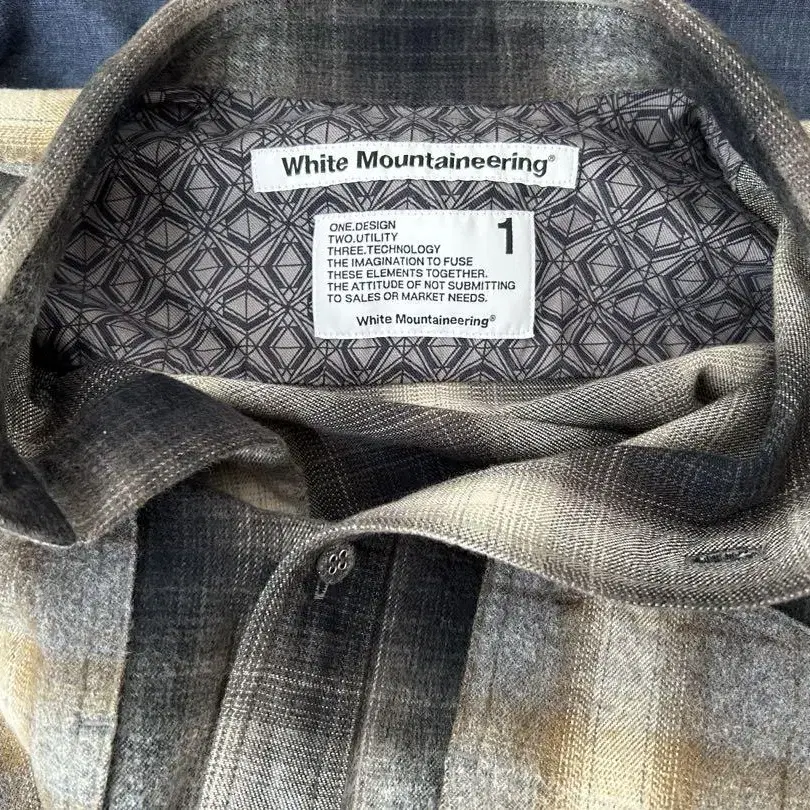 White Mountaineering®
ONE.DESIGN
TWO.UTILITY
THREE.TECHNOLOGY
THE IMAGINATION TO FUSE
THESE ELEMENTS TOGETHER.
THE ATTITUDE OF NOT SUBMITTING
TO SALES OR MARKET NEEDS.
1
White Mountaineering®